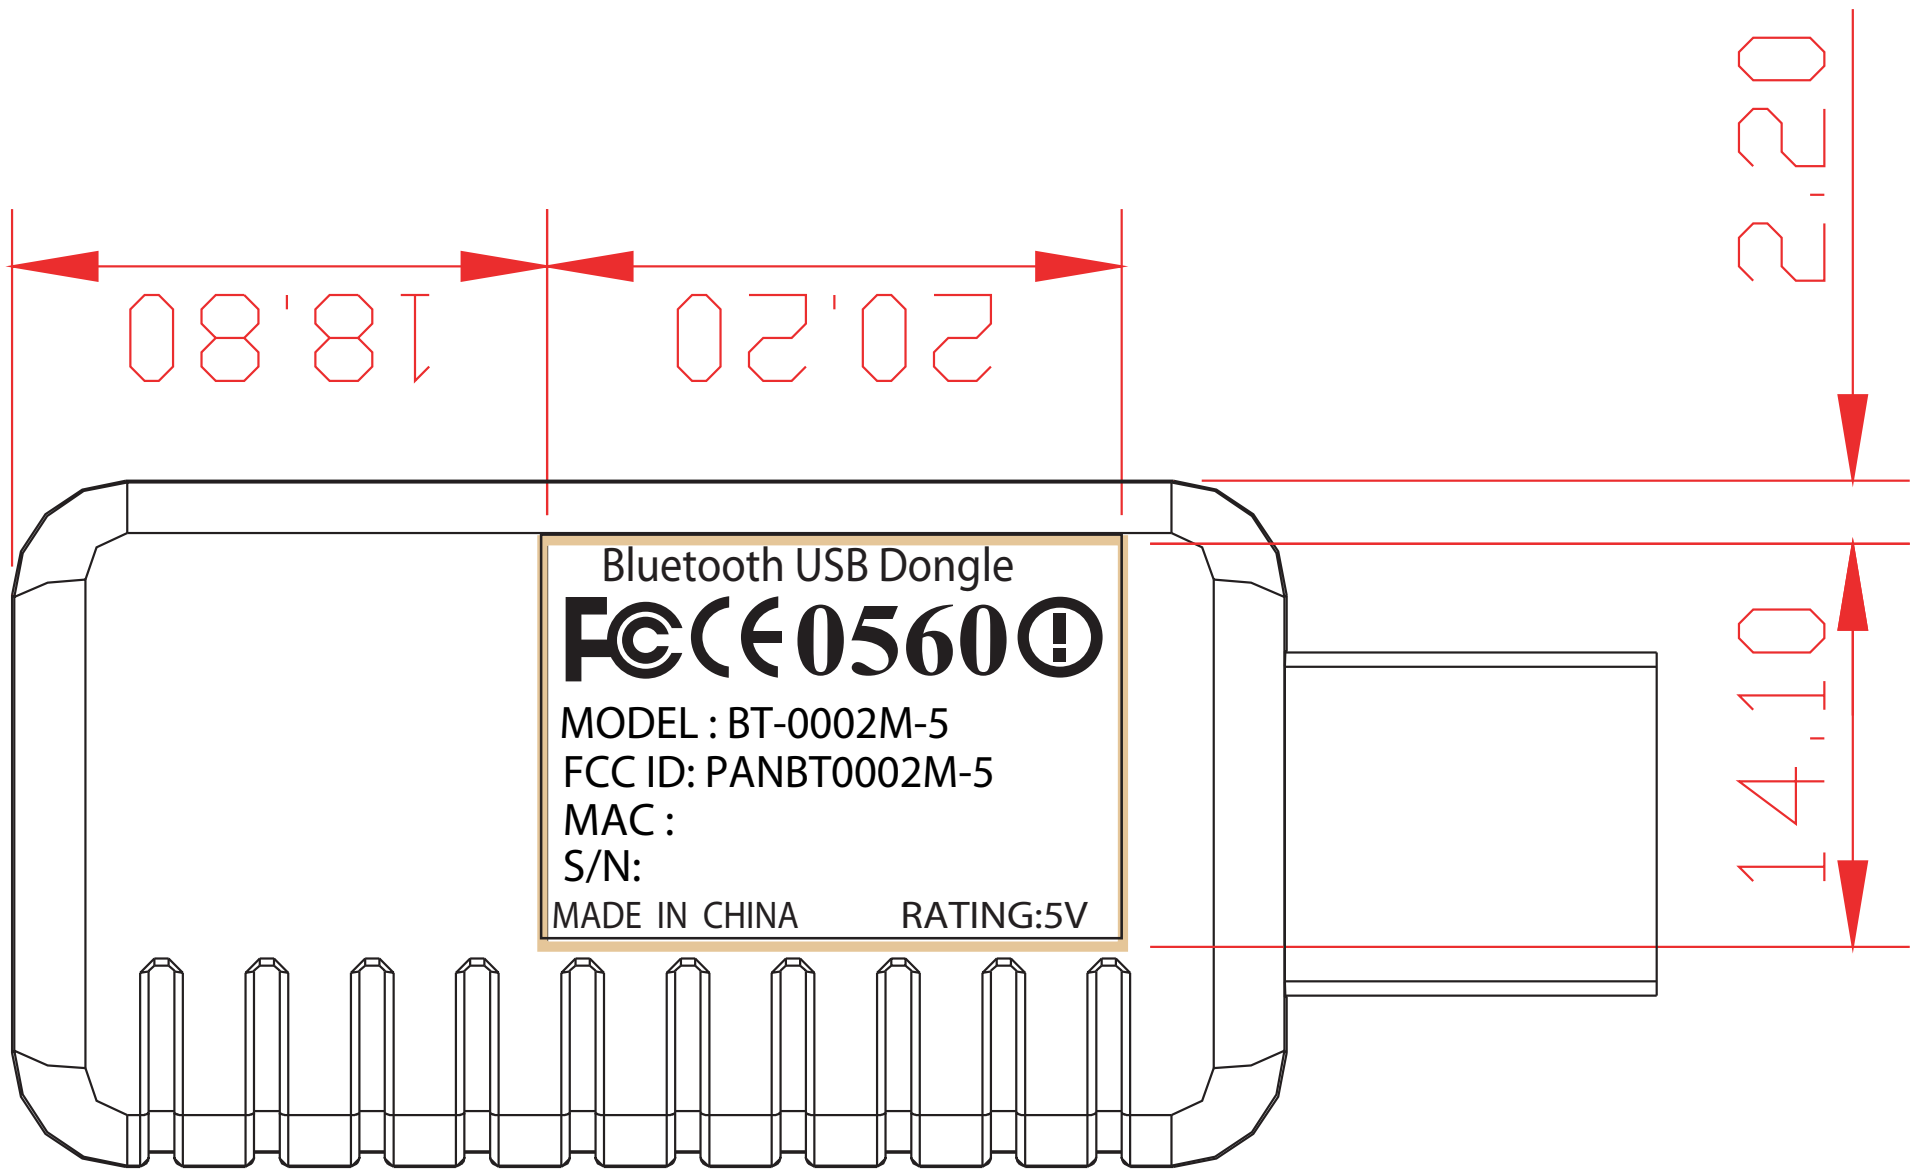 2.20
18.80
20.20
Bluetooth USB Dongle
FC CE 0560 !
MODEL : BT-0002M-5
FCC ID: PANBT0002M-5
MAC :
S/N:
MADE IN CHINA RATING:5V
14.10